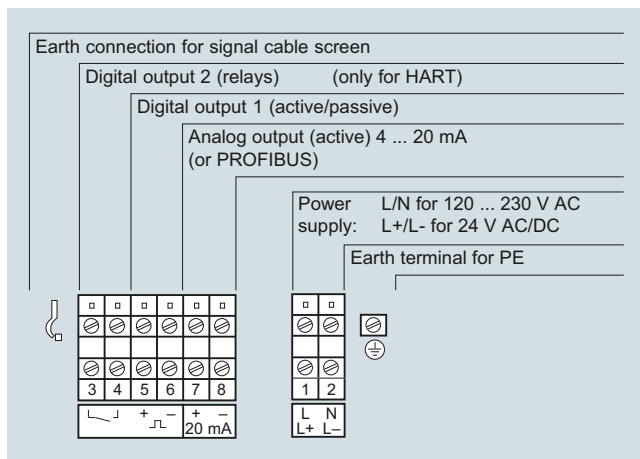 Earth connection for signal cable screen
Digital output 2 (relays) (only for HART)
Digital output 1 (active/passive)
Analog output (active) 4 ... 20 mA
(or PROFIBUS)
Power L/N for 120 ... 230 V AC
supply: L+/L- for 24 V AC/DC
Earth terminal for PE
3 4 5 6 7 8
1 2
+ – + –
20 mA
L N
L+ L–